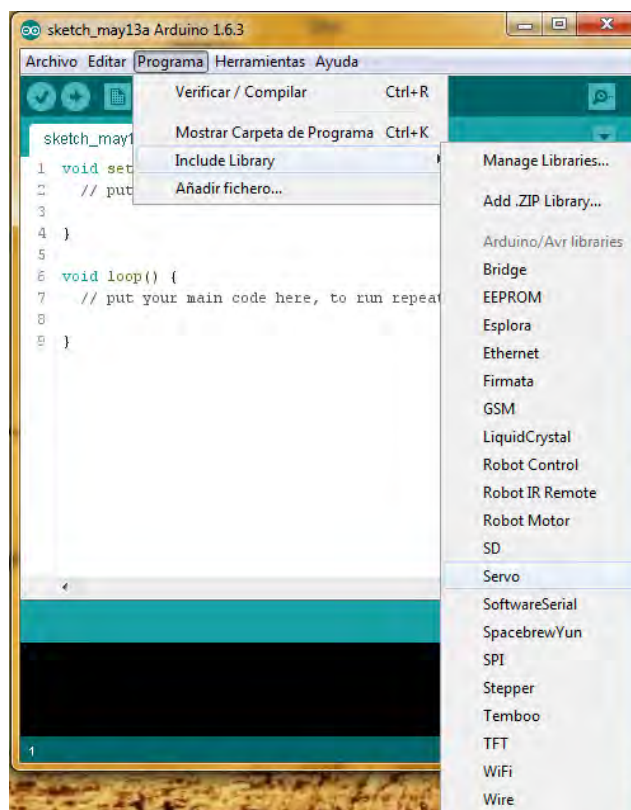 sketch_may13a Arduino 1.6.3
Archivo Editar Programa Herramientas Ayuda
Verificar / Compilar Ctrl+R
Mostrar Carpeta de Programa Ctrl+K
Include Library
Añadir fichero...
sketch_may1
1 void set
2 // put
3
4 }
5
6 void loop() {
7 // put your main code here, to run repeat
8
9 }
Manage Libraries...
Add .ZIP Library...
Arduino/Avr libraries
Bridge
EEPROM
Esplora
Ethernet
Firmata
GSM
LiquidCrystal
Robot Control
Robot IR Remote
Robot Motor
SD
Servo
SoftwareSerial
SpacebrewYun
SPI
Stepper
Temboo
TFT
WiFi
Wire
1